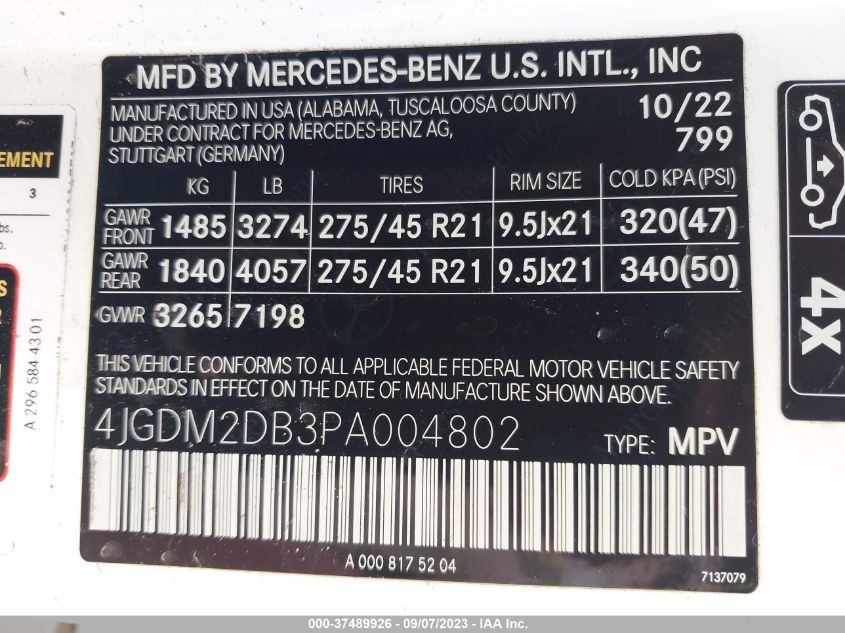 MFD BY MERCEDES-BENZ U.S. INTL., INC
MANUFACTURED IN USA (ALABAMA, TUSCALOOSA COUNTY) 10/22
UNDER CONTRACT FOR MERCEDES-BENZ AG, 799
STUTTGART (GERMANY)
KG LB TIRES RIM SIZE COLD KPA (PSI)
GAWR FRONT 1485 3274 275/45 R21 9.5Jx21 320(47)
GAWR REAR 1840 4057 275/45 R21 9.5Jx21 340(50)
GVWR 3265 7198
THIS VEHICLE CONFORMS TO ALL APPLICABLE FEDERAL MOTOR VEHICLE SAFETY
STANDARDS IN EFFECT ON THE DATE OF MANUFACTURE SHOWN ABOVE.
4JGDM2DB3PA004802 TYPE: MPV
A 000 817 52 04
7137079
EMENT
3
bs.
A 296 584 43 01
4x
000-37489926 - 09/07/2023 - IAA Inc.